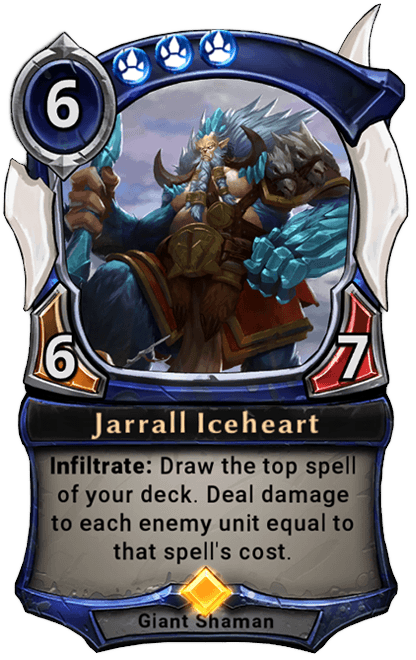 6
6
7
Jarrall Iceheart
Infiltrate: Draw the top spell
of your deck. Deal damage
to each enemy unit equal to
that spell's cost.
Giant Shaman